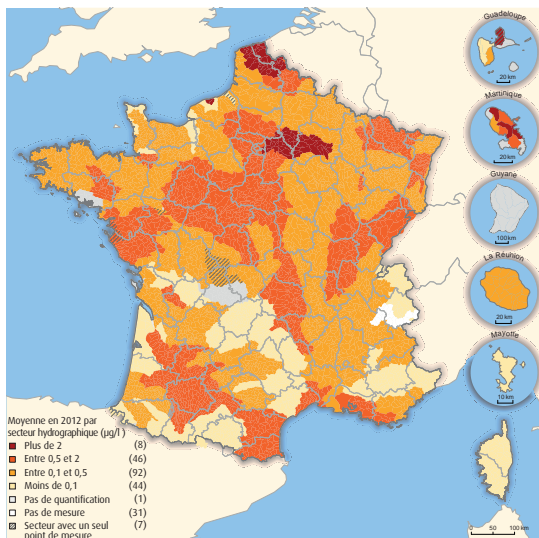 Guadeloupe
20 km
Martinique
20 km
Guyane
100 km
La Réunion
20 km
Mayotte
10 km
Moyenne en 2012 par
secteur hydrographique (µg/l)
Plus de 2 (8)
Entre 0,5 et 2 (46)
Entre 0,1 et 0,5 (92)
Moins de 0,1 (44)
Pas de quantification (1)
Pas de mesure (31)
Secteur avec un seul (7)
point de mesure
0 50 100 km